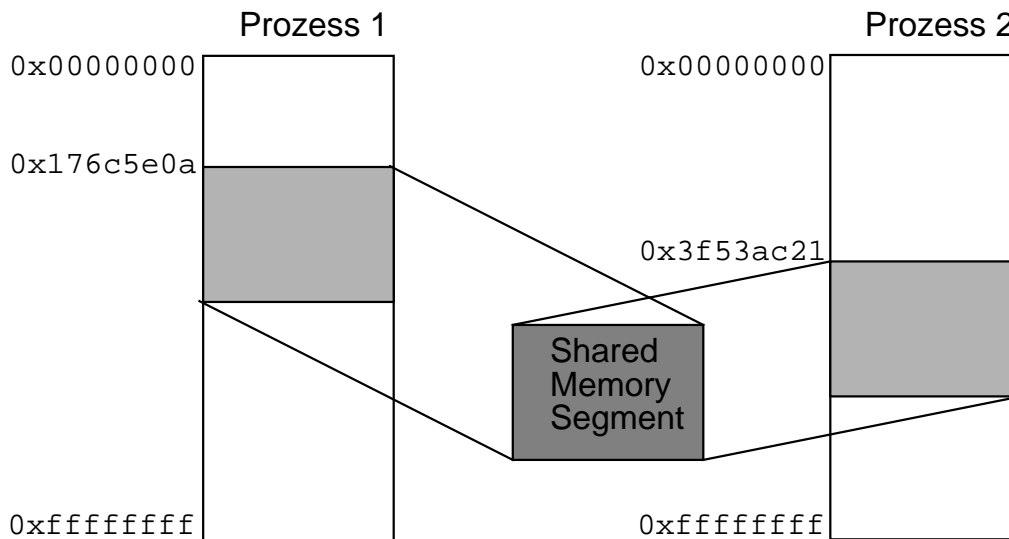 Prozess 1
Prozess 2
0x00000000
0x00000000
0x176c5e0a
0x3f53ac21
Shared
Memory
Segment
0xffffffff
0xffffffff